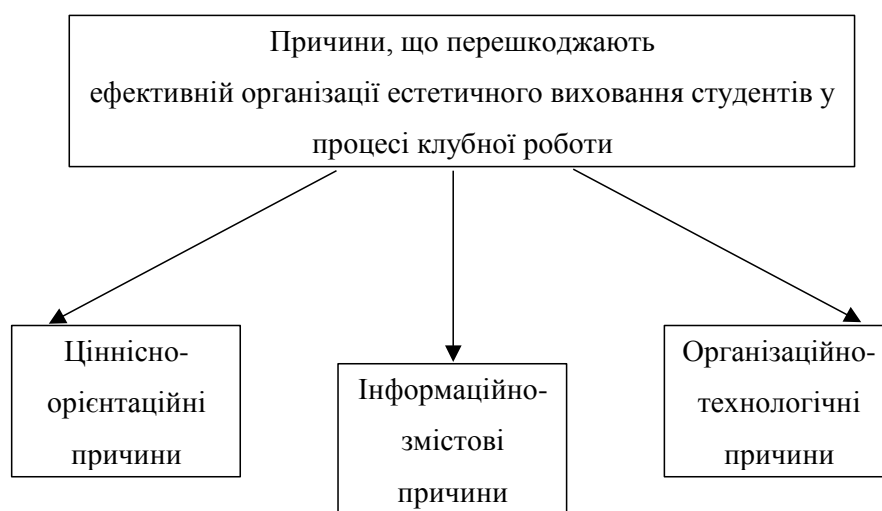 Причини, що перешкоджають
ефективній організації естетичного виховання студентів у
процесі клубної роботи
Ціннісно-
орієнтаційні
причини
Інформаційно-
змістові
причини
Організаційно-
технологічні
причини